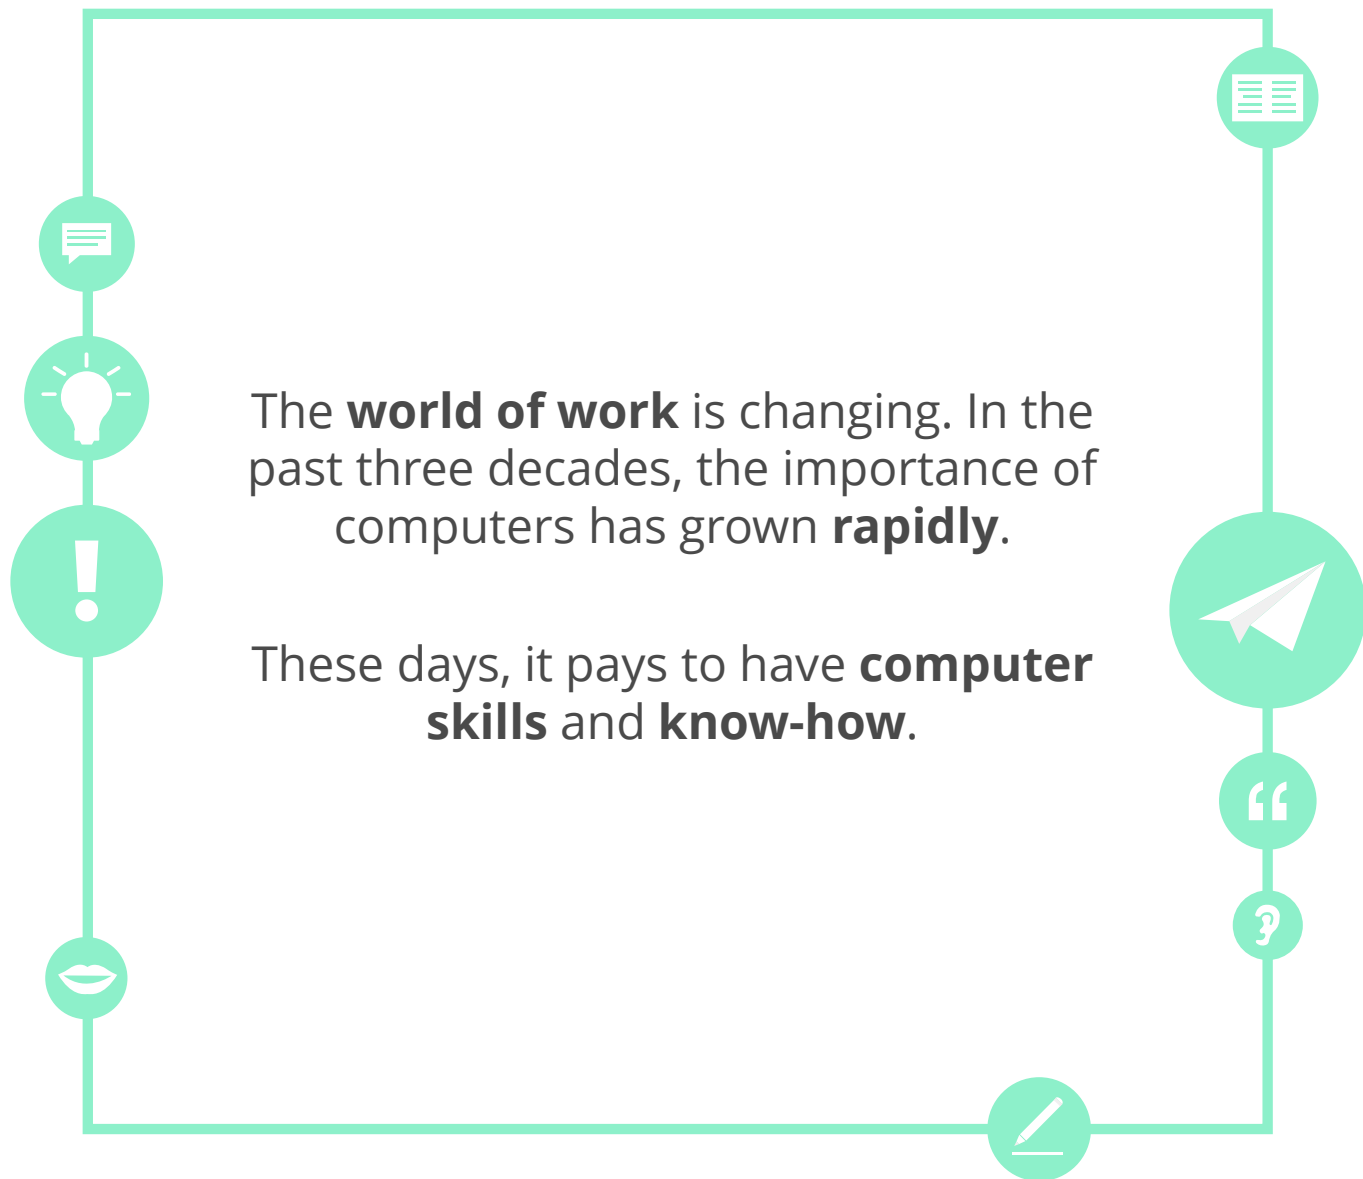 The world of work is changing. In the
past three decades, the importance of
computers has grown rapidly.
These days, it pays to have computer
skills and know-how.